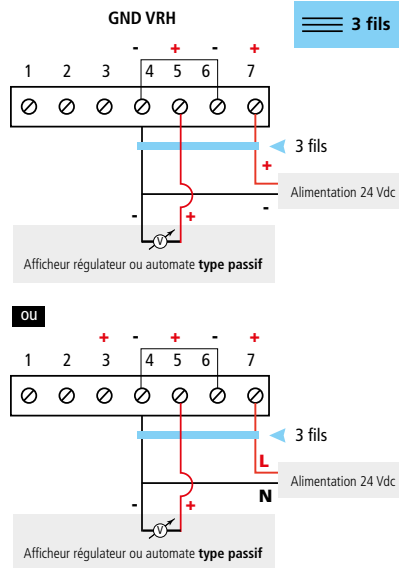 GND VRH
3 fils
- + - +
1 2 3 4 5 6 7
3 fils
+
Alimentation 24 Vdc
-
- +
V
Afficheur régulateur ou automate type passif
ou
+ - + - +
1 2 3 4 5 6 7
3 fils
L
Alimentation 24 Vdc
N
- +
V
Afficheur régulateur ou automate type passif